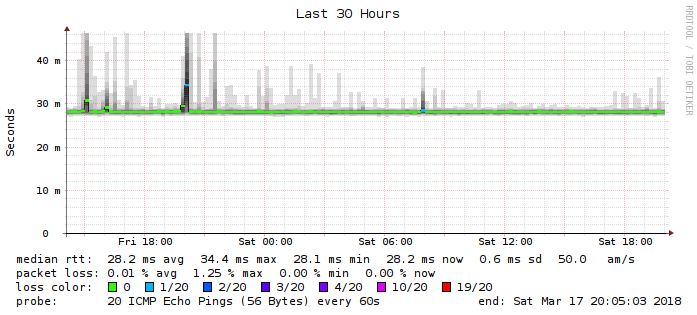 Last 30 Hours
RRDTOOL / TOBI OETIKER
Seconds
40 m
30 m
20 m
10 m
0
Fri 18:00 Sat 00:00 Sat 06:00 Sat 12:00 Sat 18:00
median rtt: 28.2 ms avg 34.4 ms max 28.1 ms min 28.2 ms now 0.6 ms sd 50.0 am/s
packet loss: 0.01 % avg 1.25 % max 0.00 % min 0.00 % now
loss color: 0 1/20 2/20 3/20 4/20 10/20 19/20
probe: 20 ICMP Echo Pings (56 Bytes) every 60s end: Sat Mar 17 20:05:03 2018